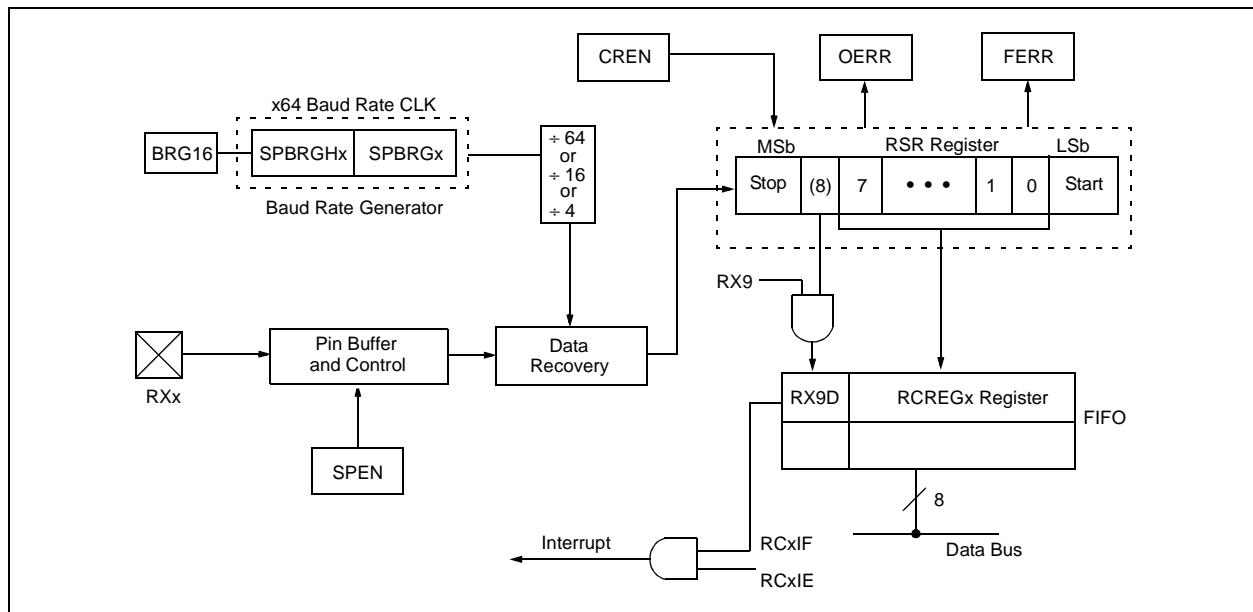 CREN
OERR
FERR
x64 Baud Rate CLK
BRG16
SPBRGHx
SPBRGx
Baud Rate Generator
÷ 64
or
÷ 16
or
÷ 4
MSb
RSR Register
LSb
Stop
(8)
7
• • •
1
0
Start
RX9
RXx
Pin Buffer
and Control
Data
Recovery
SPEN
RX9D
RCREGx Register
FIFO
8
Data Bus
Interrupt
RCxIF
RCxIE